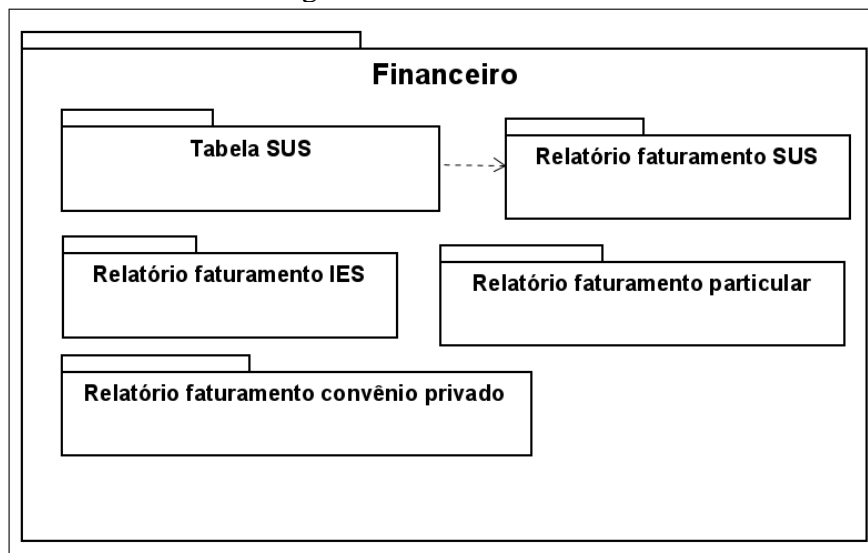 Financeiro
Tabela SUS
Relatório faturamento SUS
Relatório faturamento IES
Relatório faturamento particular
Relatório faturamento convênio privado